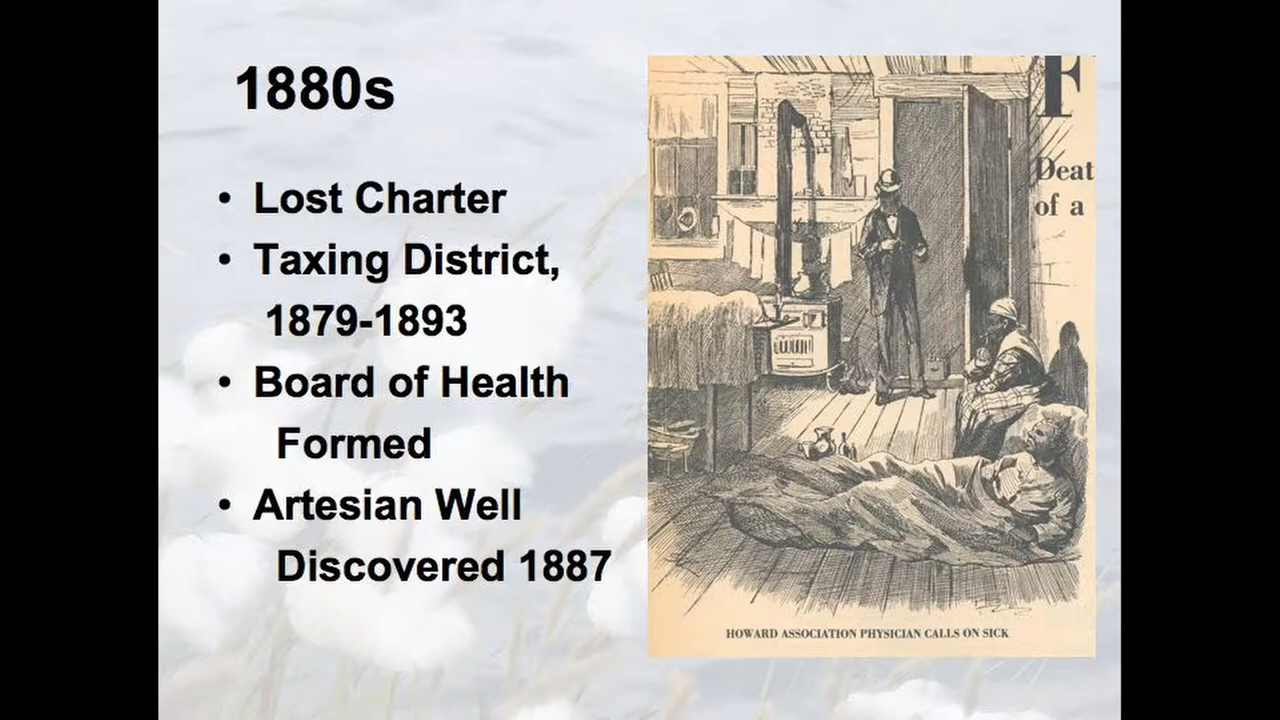 1880s
• Lost Charter
• Taxing District,
1879-1893
• Board of Health
Formed
• Artesian Well
Discovered 1887
F
Deat
of a
HOWARD ASSOCIATION PHYSICIAN CALLS ON SICK